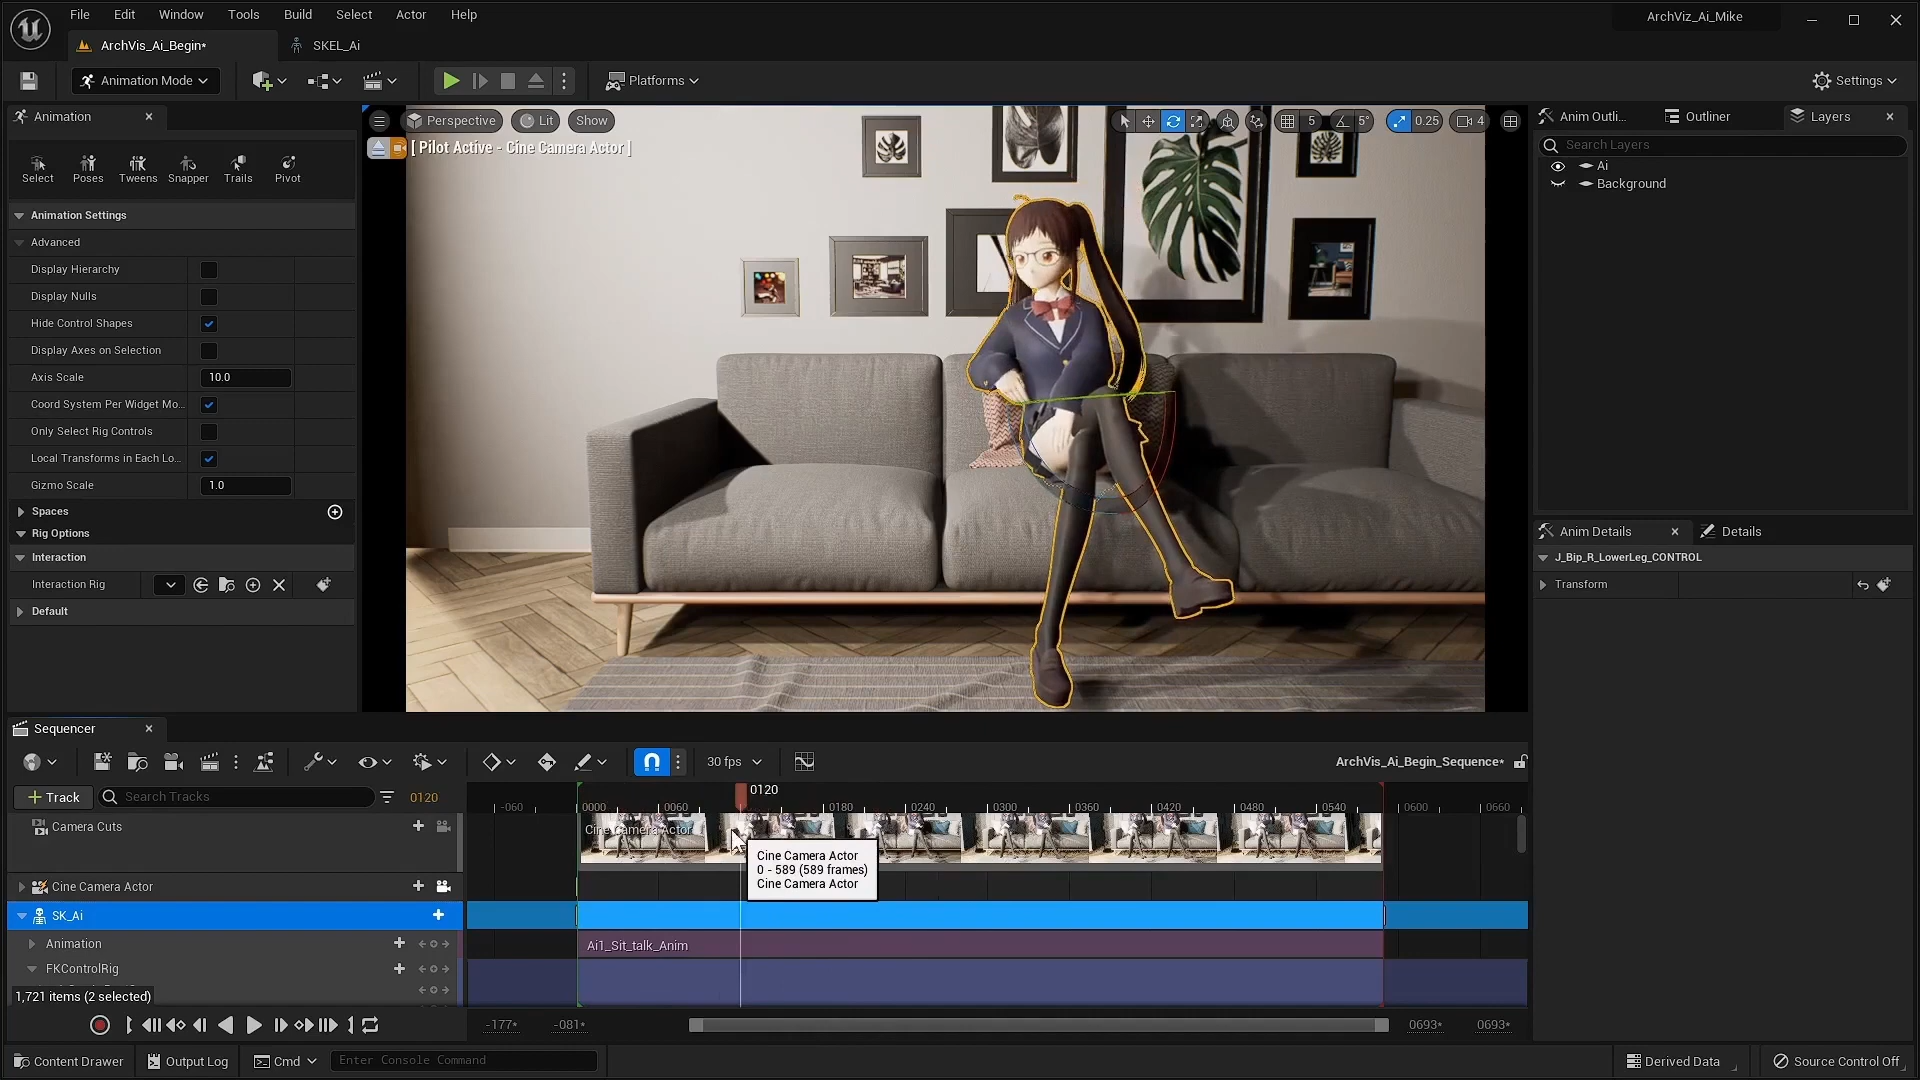 File Edit Window Tools Build Select Actor Help
ArchViz_Ai_Mike
ArchVis_Ai_Begin*
SKEL_Ai
Animation Mode
Platforms
Settings
Animation
Perspective
Lit
Show
5
5°
0.25
4
Anim Outli...
Outliner
Layers
[ Pilot Active - Cine Camera Actor ]
Search Layers
Ai
Background
Select
Poses
Tweens
Snapper
Trails
Pivot
Animation Settings
Advanced
Display Hierarchy
Display Nulls
Hide Control Shapes
Display Axes on Selection
Axis Scale
10.0
Coord System Per Widget Mo...
Only Select Rig Controls
Local Transforms in Each Lo...
Gizmo Scale
1.0
Spaces
Rig Options
Interaction
Interaction Rig
Default
Anim Details
Details
J_Bip_R_LowerLeg_CONTROL
Transform
Sequencer
30 fps
ArchVis_Ai_Begin_Sequence*
Track
Search Tracks
0120
0120
-060
0000
0060
0180
0240
0300
0360
0420
0480
0540
0600
0660
Camera Cuts
Cine Camera Actor
Cine Camera Actor
0 - 589 (589 frames)
Cine Camera Actor
Cine Camera Actor
SK_Ai
Animation
Ai1_Sit_talk_Anim
FKControlRig
1,721 items (2 selected)
-177*
-081*
0693*
0693*
Content Drawer
Output Log
Cmd
Enter Console Command
Derived Data
Source Control Off